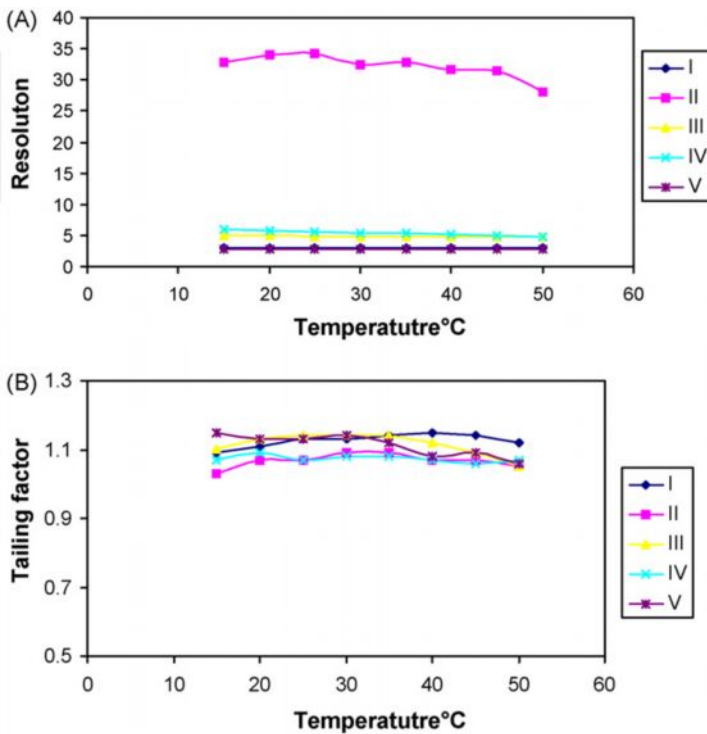 (A)
40
35
30
25
20
15
10
5
0
Resoluton
0 10 20 30 40 50 60
Temperatutre°C
I
II
III
IV
V
(B)
1.3
1.1
0.9
0.7
0.5
Tailing factor
0 10 20 30 40 50 60
Temperatutre°C
I
II
III
IV
V